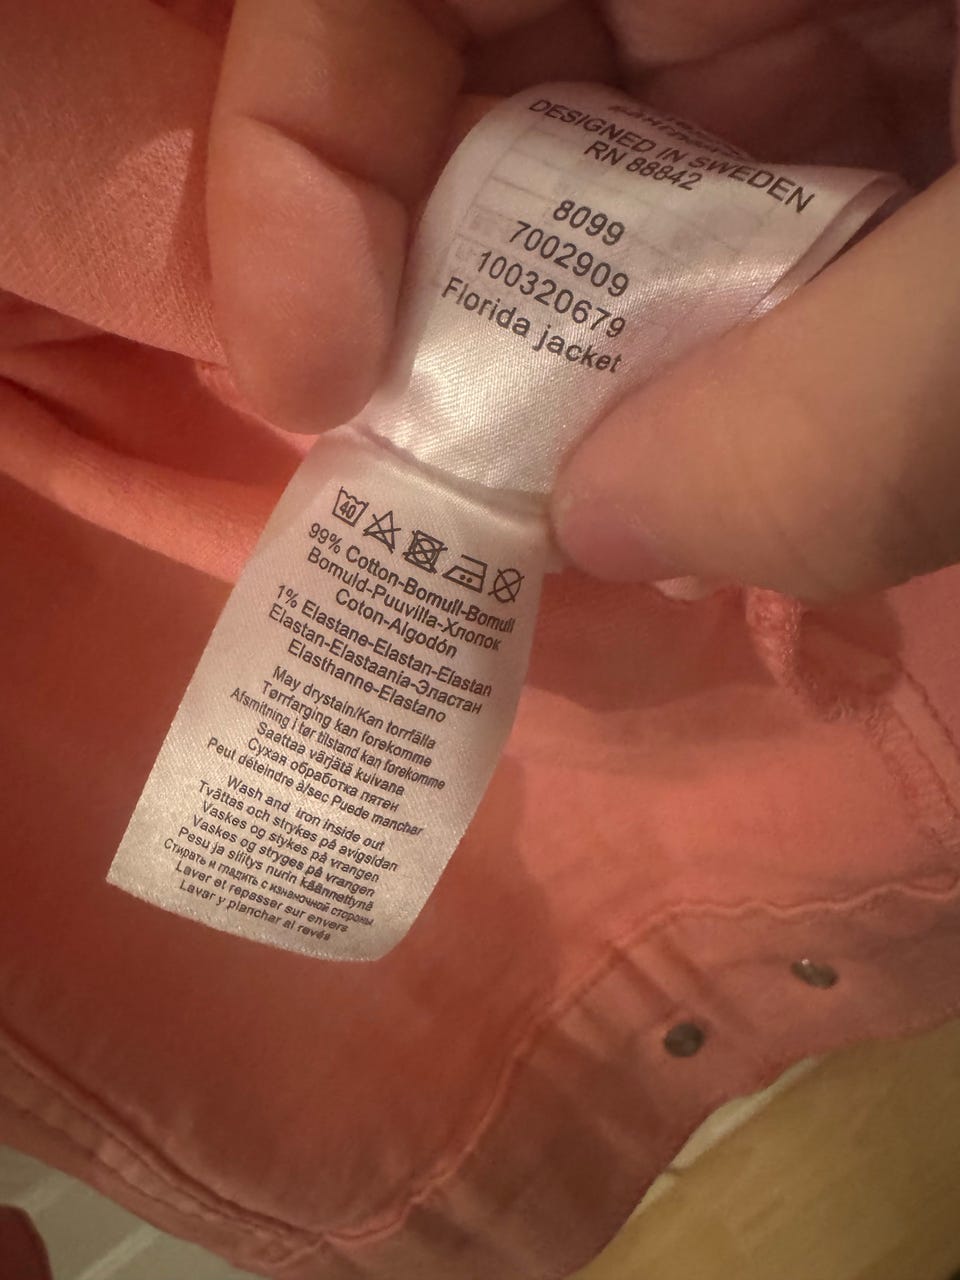 DESIGNED IN SWEDEN
RN 88842
8099
7002909
100320679
Florida jacket
40
99% Cotton-Bomull-Bomull
Bomuld-Puuvilla-Хлопок
Coton-Algodón
1% Elastane-Elastan-Elastan
Elastan-Elastaania-Эластан
Elasthanne-Elastano
May drystain/Kan torrfälla
Tørrfarging kan forekomme
Afsmitning i tør tilstand kan forekomme
Saattaa värjätä kuivana
Сухая обработка пятен
Peut déteindre à/sec Puede manchar
Wash and iron inside out
Tvättas och strykes på avigsidan
Vaskes og stykes på vrangen
Vaskes og stryges på vrangen
Pesu ja silitys nurin käännettynä
Стирать и гладить с изнаночной стороны
Laver et repasser sur envers
Lavar y planchar al revés